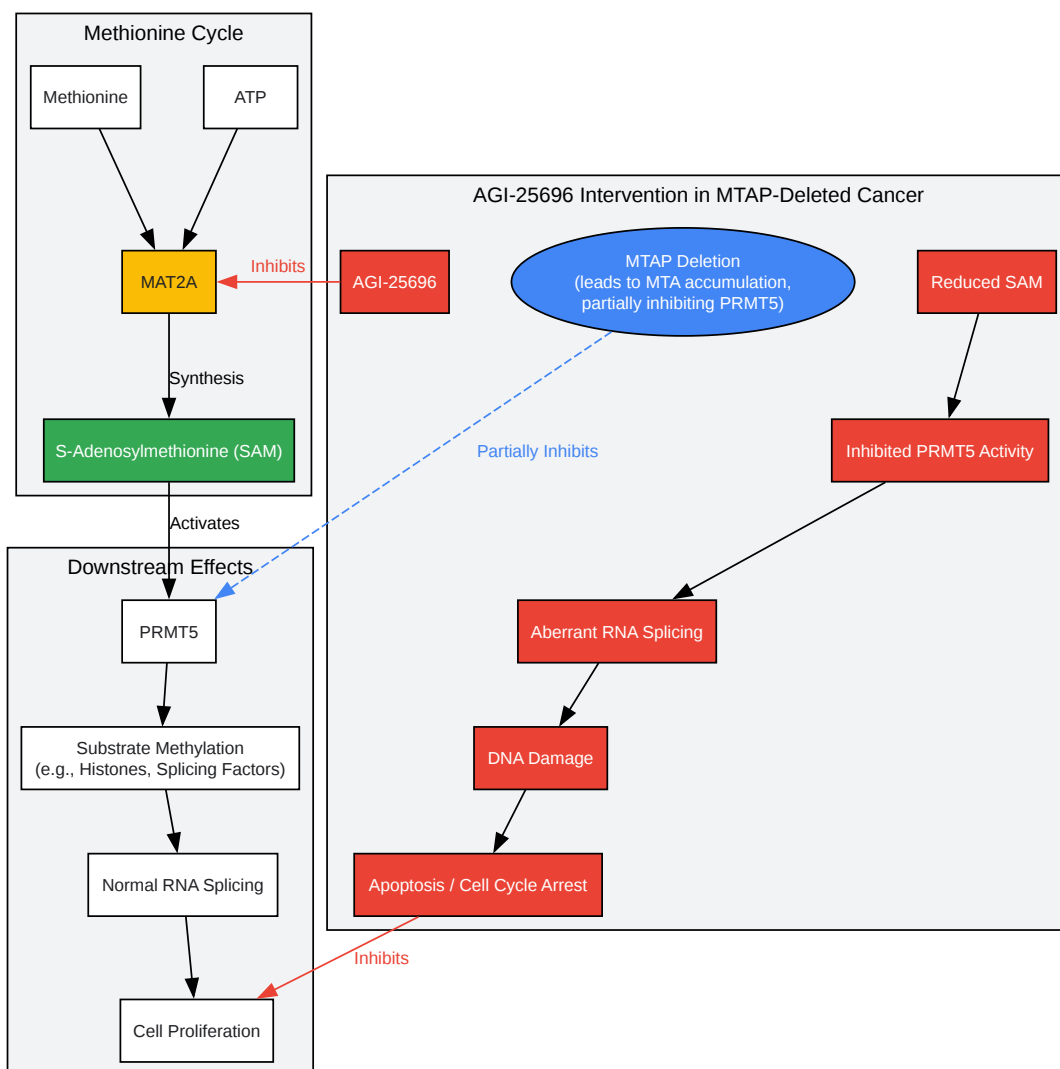 Methionine Cycle
Methionine
ATP
MAT2A
Inhibits
Synthesis
S-Adenosylmethionine (SAM)
Activates
AGI-25696 Intervention in MTAP-Deleted Cancer
AGI-25696
MTAP Deletion
(leads to MTA accumulation,
partially inhibiting PRMT5)
Reduced SAM
Partially Inhibits
Inhibited PRMT5 Activity
Aberrant RNA Splicing
DNA Damage
Apoptosis / Cell Cycle Arrest
Inhibits
Downstream Effects
PRMT5
Substrate Methylation
(e.g., Histones, Splicing Factors)
Normal RNA Splicing
Cell Proliferation